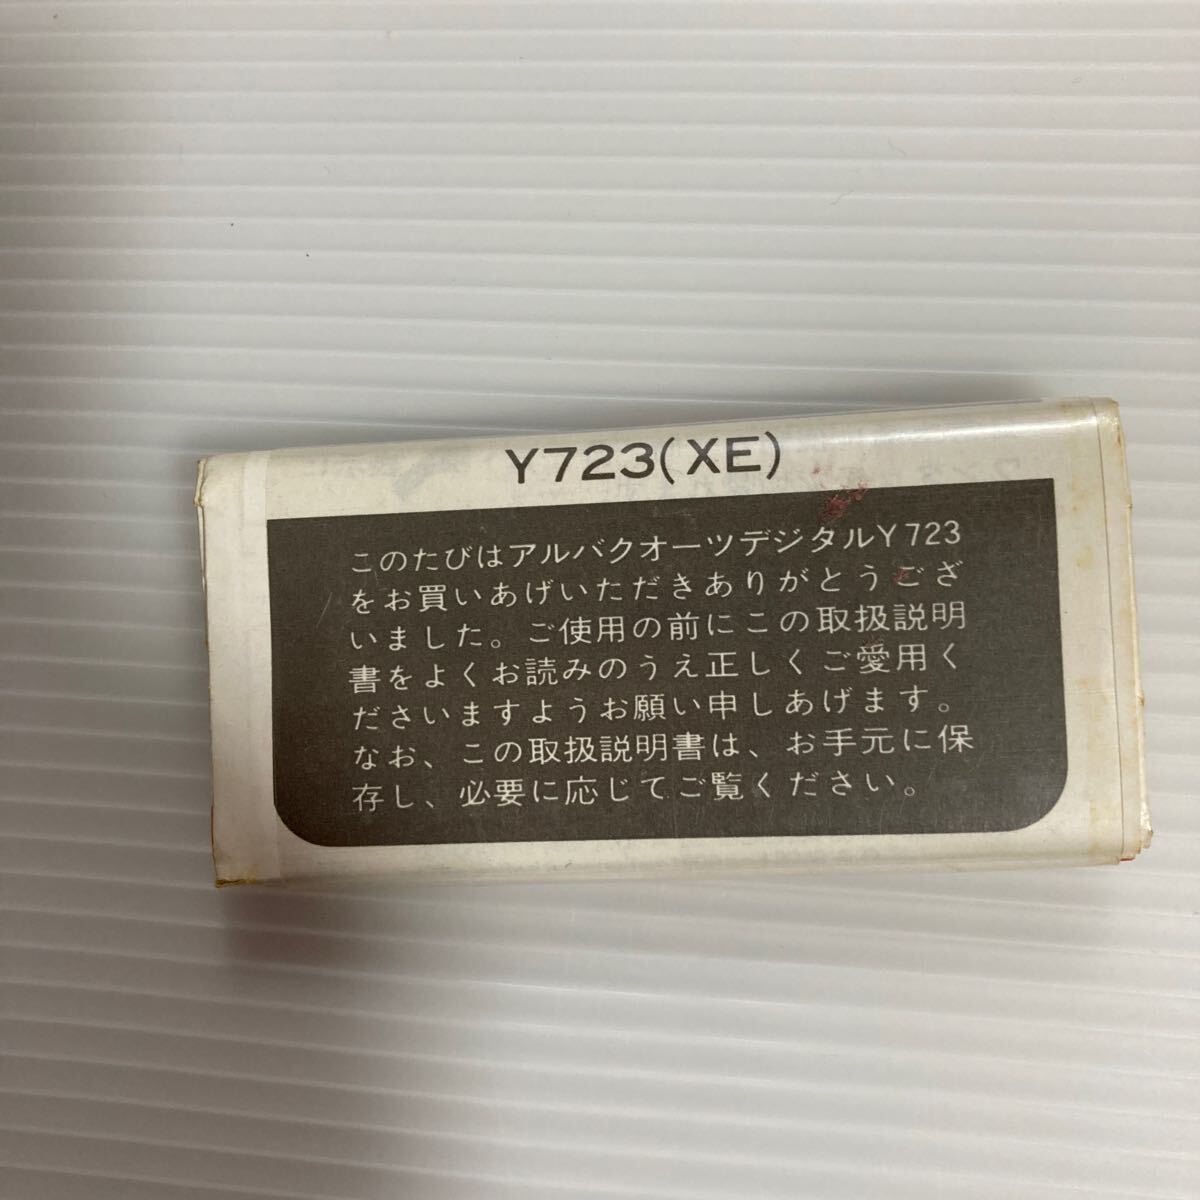 Y723(XE)
このたびはアルバクオーツデジタルY723
をお買いあげいただきありがとうござ
いました。ご使用の前にこの取扱説明
書をよくお読みのうえ正しくご愛用く
ださいますようお願い申しあげます。
なお、この取扱説明書は、お手元に保
存し、必要に応じてご覧ください。